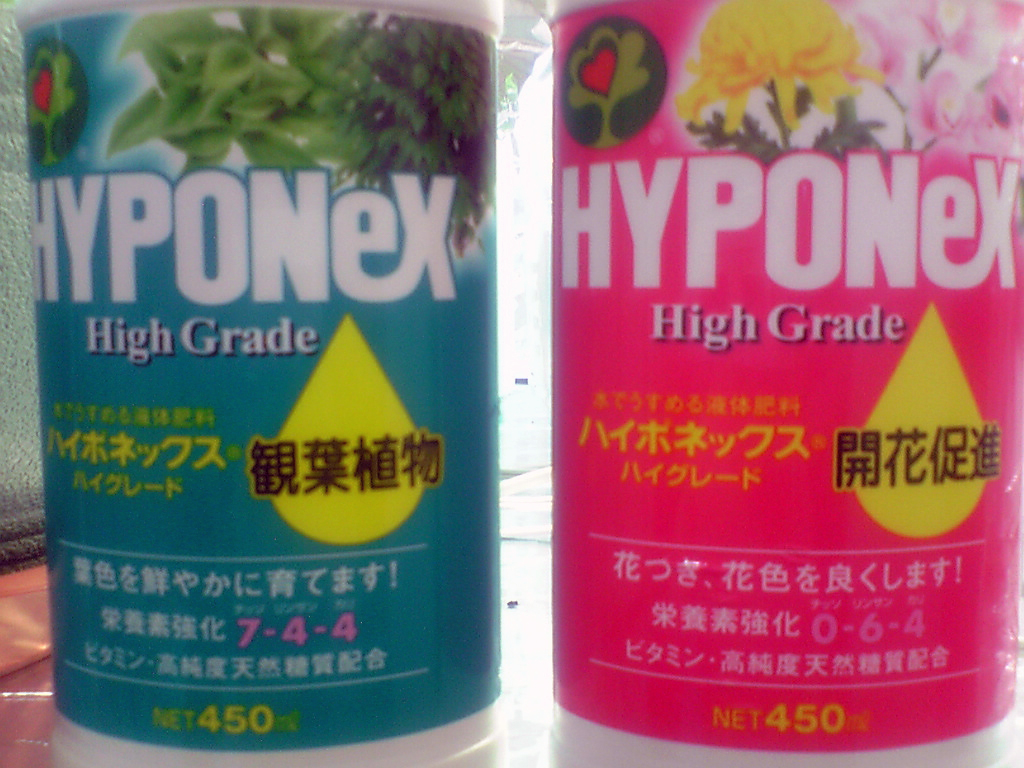 HYPONeX
High Grade
水でうすめる液体肥料
ハイポネックス®
ハイグレード
観葉植物
葉色を鮮やかに育てます!
チッソ リンサン カリ
栄養素強化 7-4-4
ビタミン・高純度天然糖質配合
NET450mℓ
HYPONeX
High Grade
水でうすめる液体肥料
ハイポネックス®
ハイグレード
開花促進
花つき、花色を良くします!
チッソ リンサン カリ
栄養素強化 0-6-4
ビタミン・高純度天然糖質配合
NET450mℓ